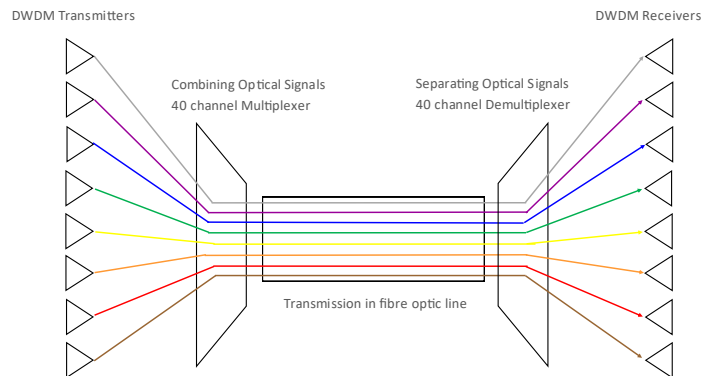 DWDM Transmitters
DWDM Receivers
Combining Optical Signals
40 channel Multiplexer
Separating Optical Signals
40 channel Demultiplexer
Transmission in fibre optic line